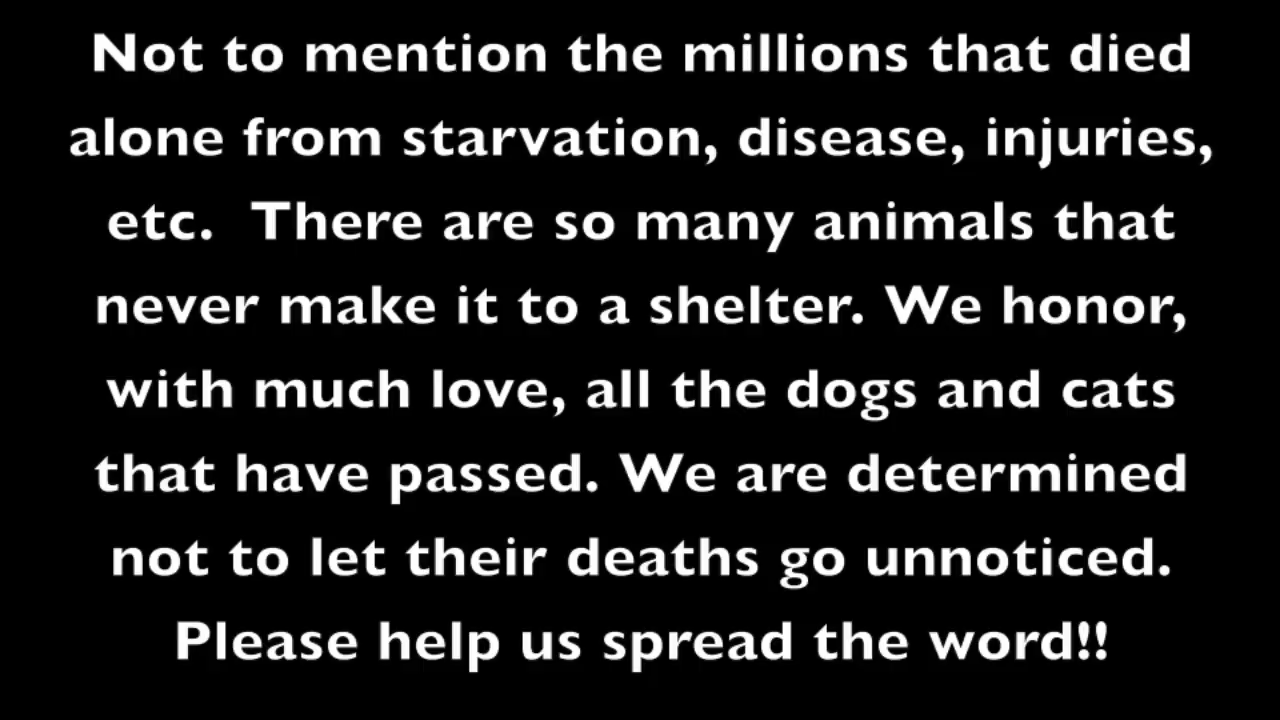 Not to mention the millions that died
alone from starvation, disease, injuries,
etc.  There are so many animals that
never make it to a shelter. We honor,
with much love, all the dogs and cats
that have passed. We are determined
not to let their deaths go unnoticed.
Please help us spread the word!!